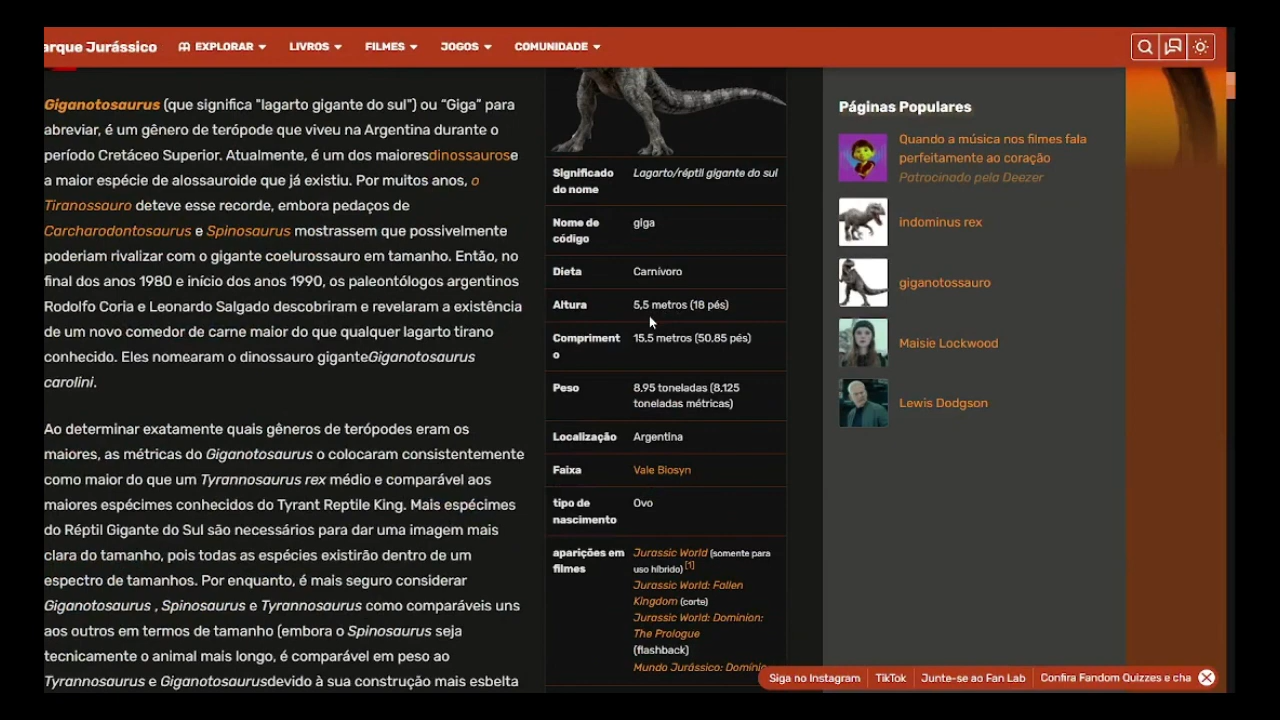 arque Jurássico
EXPLORAR
LIVROS
FILMES
JOGOS
COMUNIDADE
Giganotosaurus (que significa "lagarto gigante do sul") ou “Giga” para
abreviar, é um gênero de terópode que viveu na Argentina durante o
período Cretáceo Superior. Atualmente, é um dos maioresdinossaurose
a maior espécie de alossauroide que já existiu. Por muitos anos, o
Tiranossauro deteve esse recorde, embora pedaços de
Carcharodontosaurus e Spinosaurus mostrassem que possivelmente
poderiam rivalizar com o gigante coelurossauro em tamanho. Então, no
final dos anos 1980 e início dos anos 1990, os paleontólogos argentinos
Rodolfo Coria e Leonardo Salgado descobriram e revelaram a existência
de um novo comedor de carne maior do que qualquer lagarto tirano
conhecido. Eles nomearam o dinossauro giganteGiganotosaurus
carolini.
Ao determinar exatamente quais gêneros de terópodes eram os
maiores, as métricas do Giganotosaurus o colocaram consistentemente
como maior do que um Tyrannosaurus rex médio e comparável aos
maiores espécimes conhecidos do Tyrant Reptile King. Mais espécimes
do Réptil Gigante do Sul são necessários para dar uma imagem mais
clara do tamanho, pois todas as espécies existirão dentro de um
espectro de tamanhos. Por enquanto, é mais seguro considerar
Giganotosaurus , Spinosaurus e Tyrannosaurus como comparáveis uns
aos outros em termos de tamanho (embora o Spinosaurus seja
tecnicamente o animal mais longo, é comparável em peso ao
Tyrannosaurus e Giganotosaurusdevido à sua construção mais esbelta
Significado
do nome
Lagarto/réptil gigante do sul
Nome de
código
giga
Dieta
Carnívoro
Altura
5,5 metros (18 pés)
Compriment
o
15.5 metros (50.85 pés)
Peso
8,95 toneladas (8,125
toneladas métricas)
Localização
Argentina
Faixa
Vale Biosyn
tipo de
nascimento
Ovo
aparições em
filmes
Jurassic World (somente para
uso híbrido) [1]
Jurassic World: Fallen
Kingdom (corte)
Jurassic World: Dominion:
The Prologue
(flashback)
Mundo Jurássico: Domínio
Páginas Populares
Quando a música nos filmes fala
perfeitamente ao coração
Patrocinado pela Deezer
indominus rex
giganotossauro
Maisie Lockwood
Lewis Dodgson
Siga no Instagram
TikTok
Junte-se ao Fan Lab
Confira Fandom Quizzes e cha